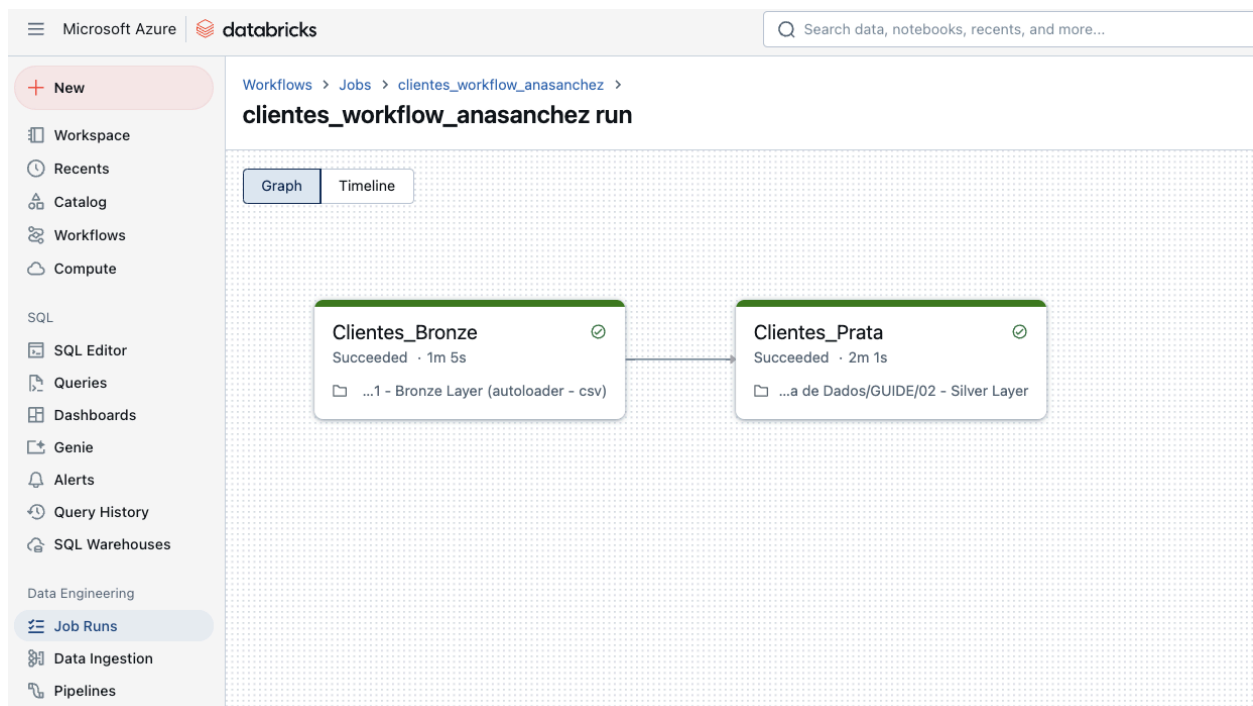 Microsoft Azure databricks
Search data, notebooks, recents, and more...
New
Workspace
Recents
Catalog
Workflows
Compute
SQL
SQL Editor
Queries
Dashboards
Genie
Alerts
Query History
SQL Warehouses
Data Engineering
Job Runs
Data Ingestion
Pipelines
Workflows > Jobs > clientes_workflow_anasanchez >
clientes_workflow_anasanchez run
Graph Timeline
Clientes_Bronze
Succeeded · 1m 5s
...1 - Bronze Layer (autoloader - csv)
Clientes_Prata
Succeeded · 2m 1s
...a de Dados/GUIDE/02 - Silver Layer